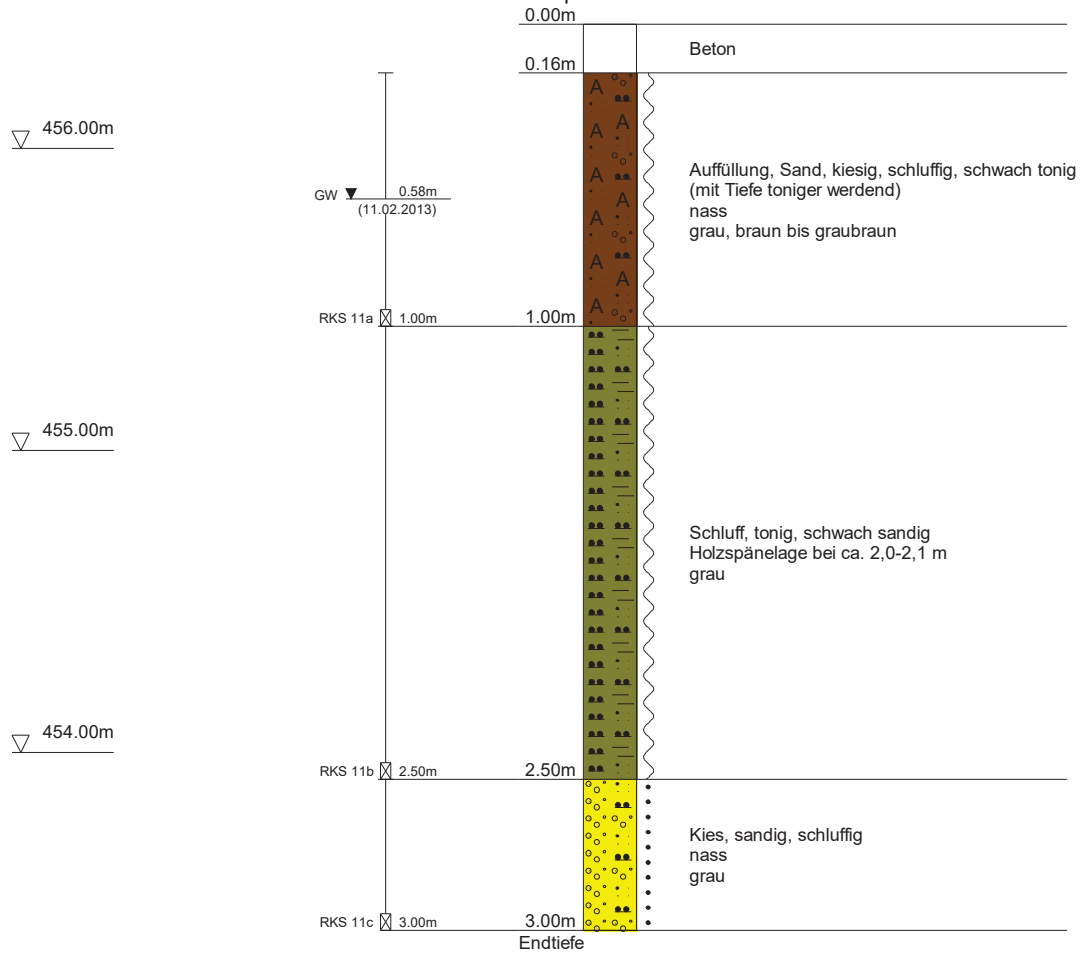 0.00m
Beton
0.16m
456.00m
Auffüllung, Sand, kiesig, schluffig, schwach tonig
(mit Tiefe toniger werdend)
nass
grau, braun bis graubraun
GW 0.58m
(11.02.2013)
RKS 11a 1.00m 1.00m
455.00m
Schluff, tonig, schwach sandig
Holzspänelage bei ca. 2,0-2,1 m
grau
454.00m
RKS 11b 2.50m 2.50m
Kies, sandig, schluffig
nass
grau
RKS 11c 3.00m 3.00m
Endtiefe
A
A
A
A
A
A
A
A
A
A
A